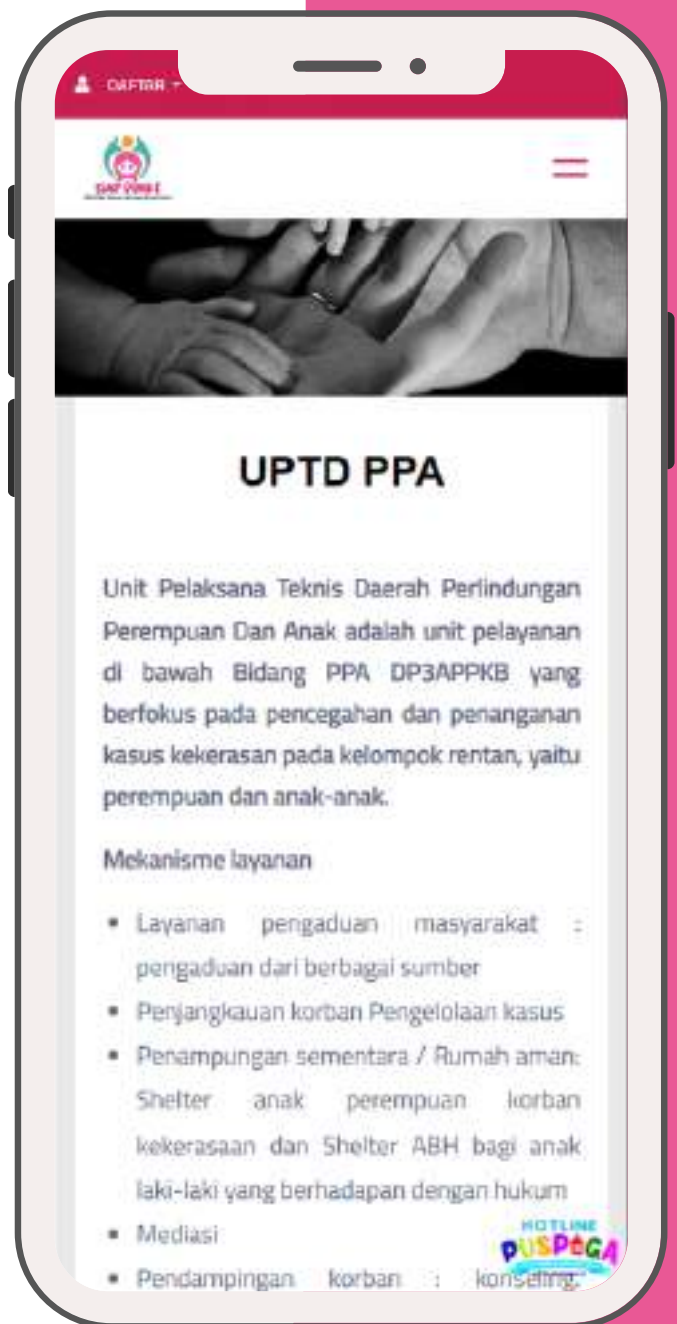 DAFTAR
UPTD PPA
Unit Pelaksana Teknis Daerah Perlindungan
Perempuan Dan Anak adalah unit pelayanan
di bawah Bidang PPA DP3APPKB yang
berfokus pada pencegahan dan penanganan
kasus kekerasan pada kelompok rentan, yaitu
perempuan dan anak-anak.
Mekanisme layanan
• Layanan pengaduan masyarakat :
pengaduan dari berbagai sumber
• Penjangkauan korban Pengelolaan kasus
• Penampungan sementara / Rumah aman:
Shelter anak perempuan korban
kekerasaan dan Shelter ABH bagi anak
laki-laki yang berhadapan dengan hukum
• Mediasi
HOTLINE
PUSPAGA
• Pendampingan korban : konseling,